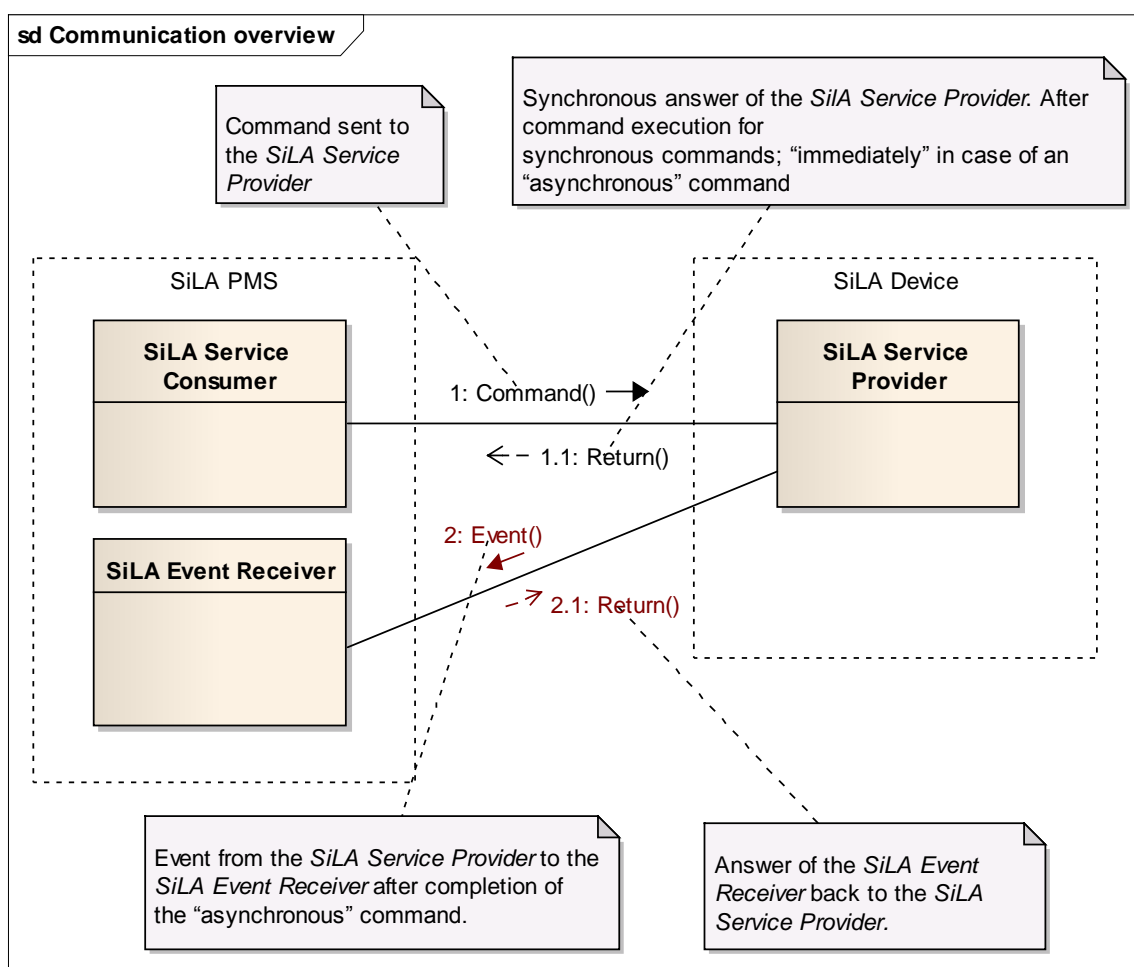 sd Communication overview
Command sent to
the SiLA Service
Provider
Synchronous answer of the SilA Service Provider. After
command execution for
synchronous commands; “immediately” in case of an
“asynchronous” command
SiLA PMS
SiLA Device
SiLA Service
Consumer
SiLA Service
Provider
1: Command()
1.1: Return()
2: Event()
SiLA Event Receiver
2.1: Return()
Event from the SiLA Service Provider to the
SiLA Event Receiver after completion of
the “asynchronous” command.
Answer of the SiLA Event
Receiver back to the SiLA
Service Provider.